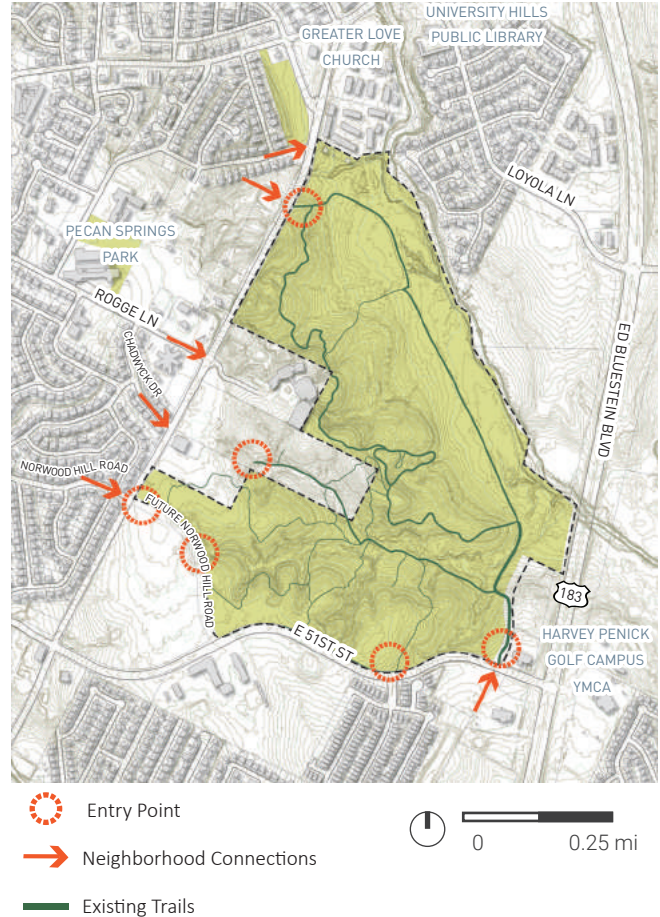 UNIVERSITY HILLS
PUBLIC LIBRARY
GREATER LOVE
CHURCH
LOYOLA LN
PECAN SPRINGS
PARK
ROGGE LN
CHADWYCK DR
ED BLUESTEIN BLVD
NORWOOD HILL ROAD
FUTURE NORWOOD HILL ROAD
183
E 51ST ST
HARVEY PENICK
GOLF CAMPUS
YMCA
Entry Point
Neighborhood Connections
Existing Trails
0 0.25 mi